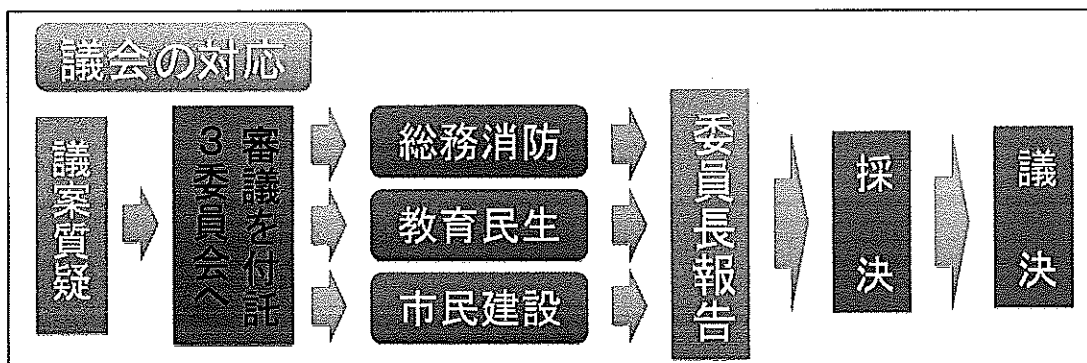 議会の対応
議案質疑
審議を付託
３委員会へ
総務消防
教育民生
市民建設
委員長報告
採決
議決